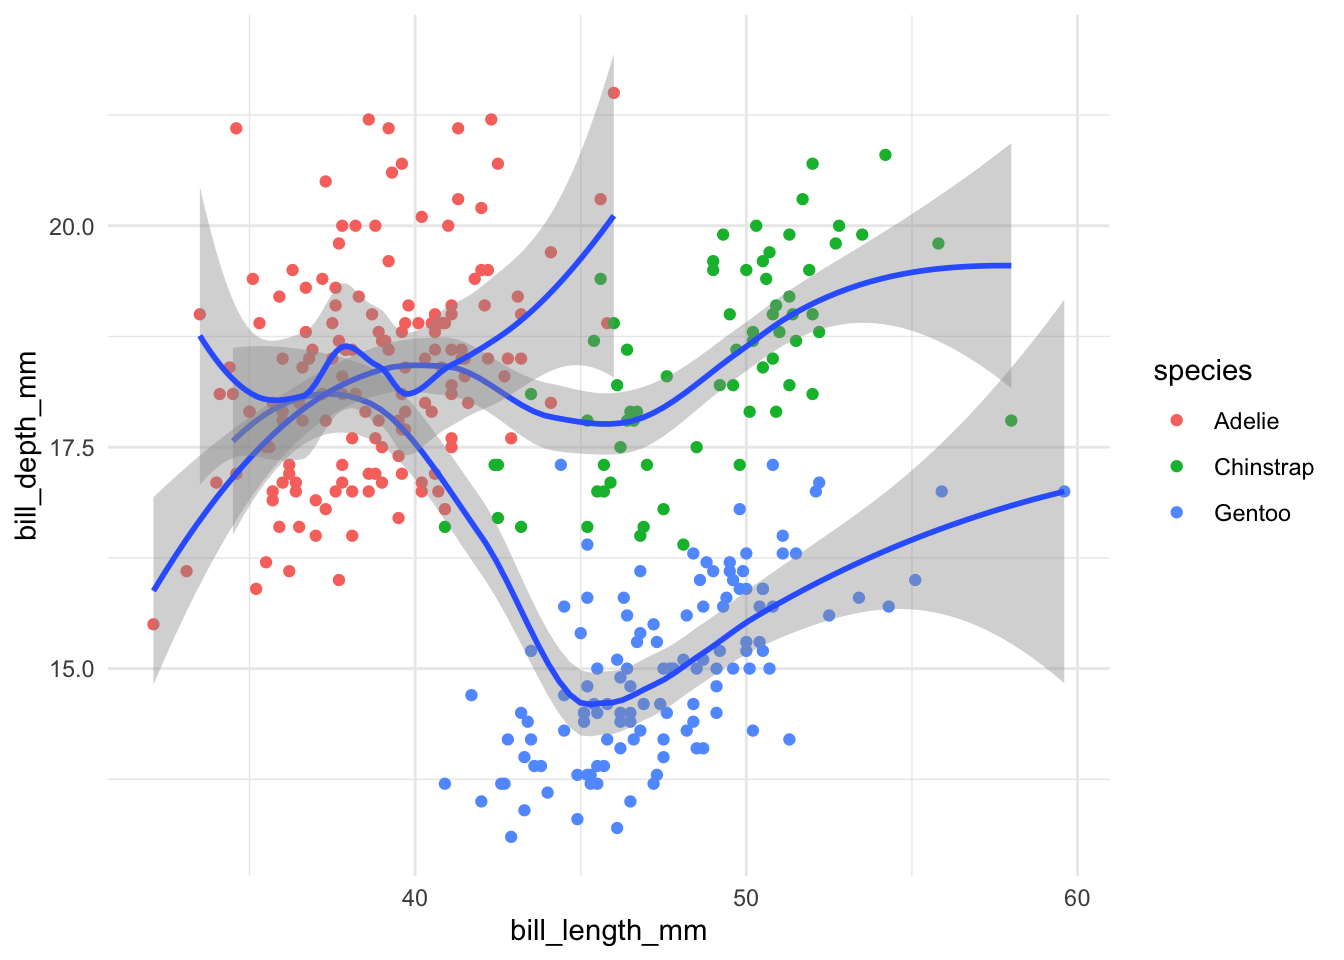 20.0
17.5
15.0
bill_depth_mm
40
50
60
bill_length_mm
species
Adelie
Chinstrap
Gentoo